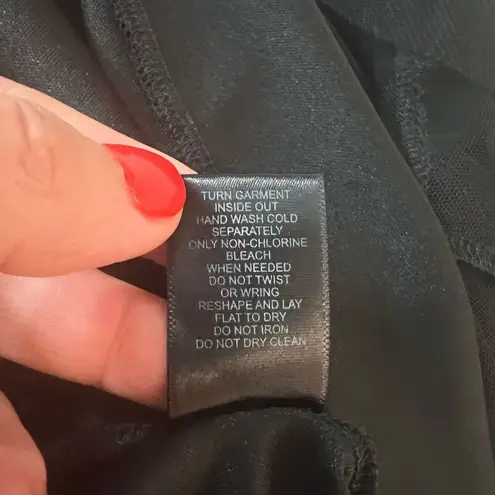 TURN GARMENT
INSIDE OUT
HAND WASH COLD
SEPARATELY
ONLY NON-CHLORINE
BLEACH
WHEN NEEDED
DO NOT TWIST
OR WRING
RESHAPE AND LAY
FLAT TO DRY
DO NOT IRON
DO NOT DRY CLEAN